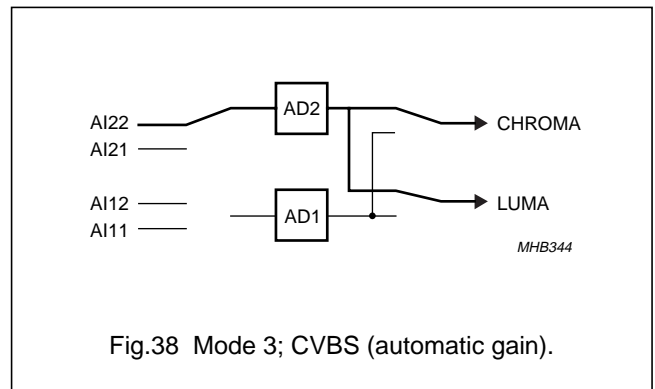 AD2
AI22
CHROMA
AI21
AI12
LUMA
AD1
AI11
MHB344
Fig.38 Mode 3; CVBS (automatic gain).